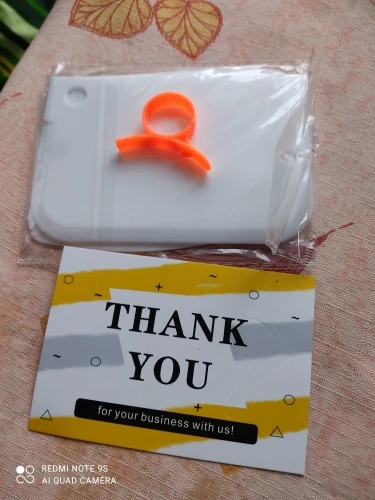 THANK
YOU
for your business with us!
REDMI NOTE 9S
AI QUAD CAMERA